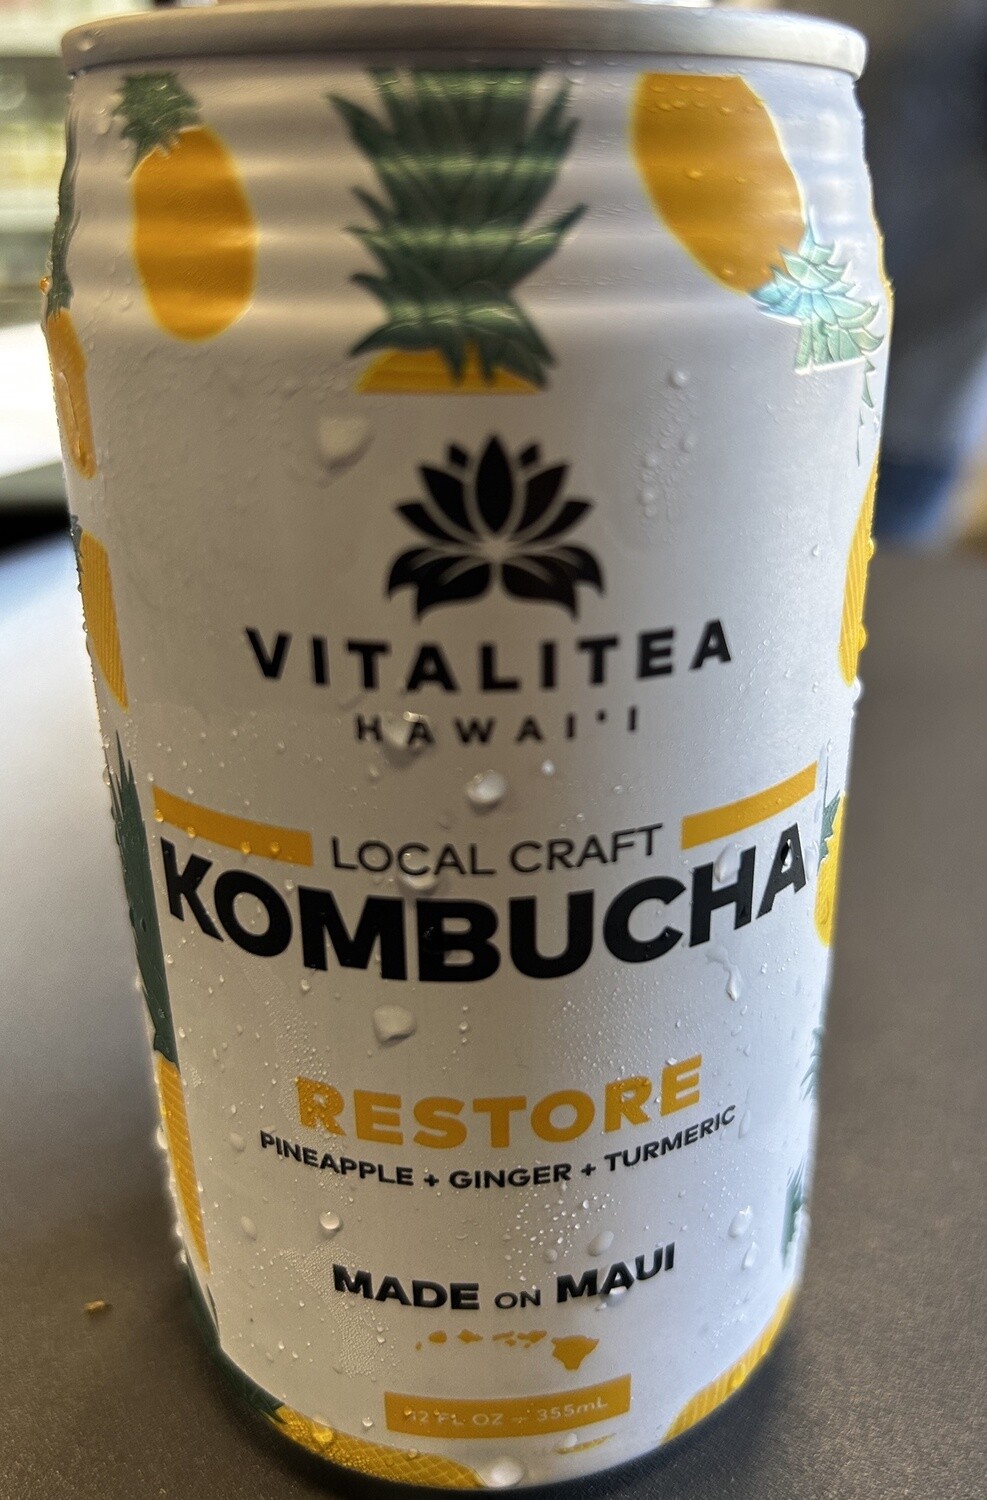 VITALITEA
HAWAI'I
LOCAL CRAFT
KOMBUCHA
RESTORE
PINEAPPLE + GINGER + TURMERIC
MADE ON MAUI
12 FL OZ - 355mL